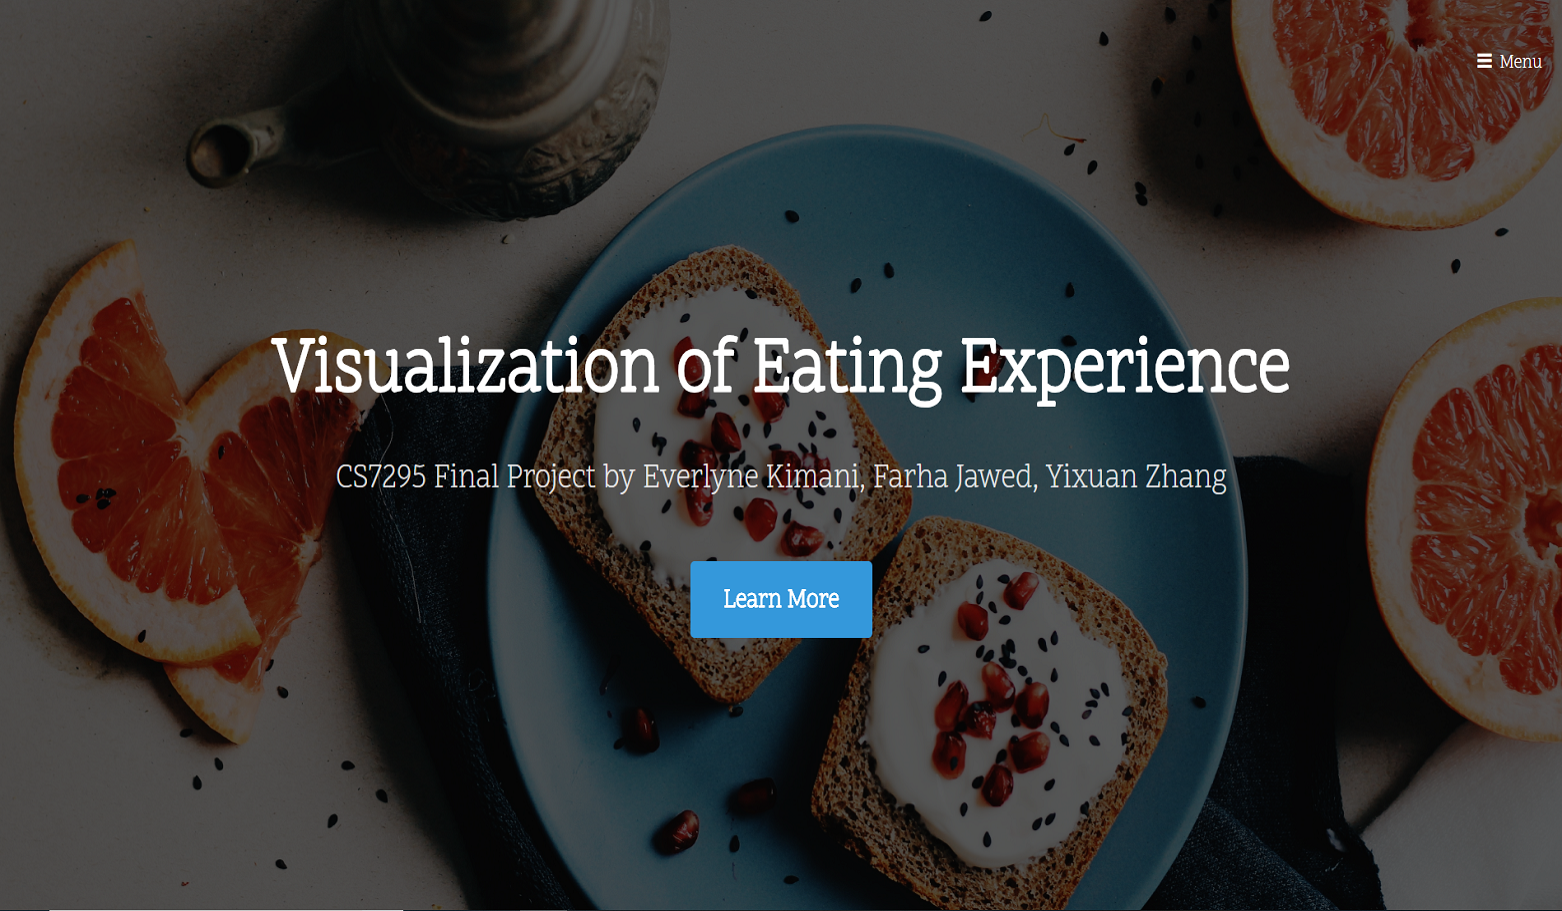 Menu
Visualization of Eating Experience
CS7295 Final Project by Everlyne Kimani, Farha Jawed, Yixuan Zhang
Learn More